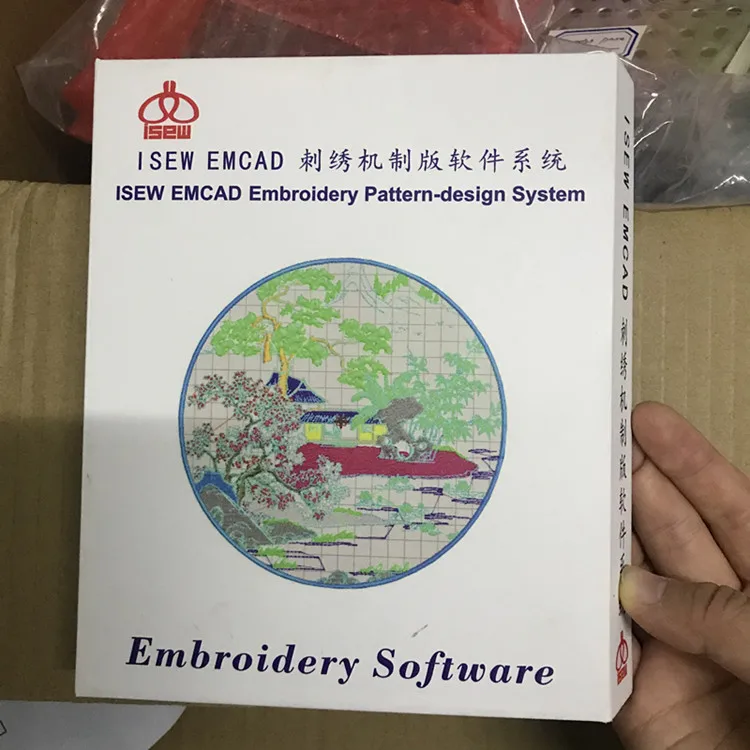 ISEW
ISEW EMCAD 刺绣机制版软件系统
ISEW EMCAD Embroidery Pattern-design System
Embroidery Software
ISEW EMCAD 刺绣机制版软件系